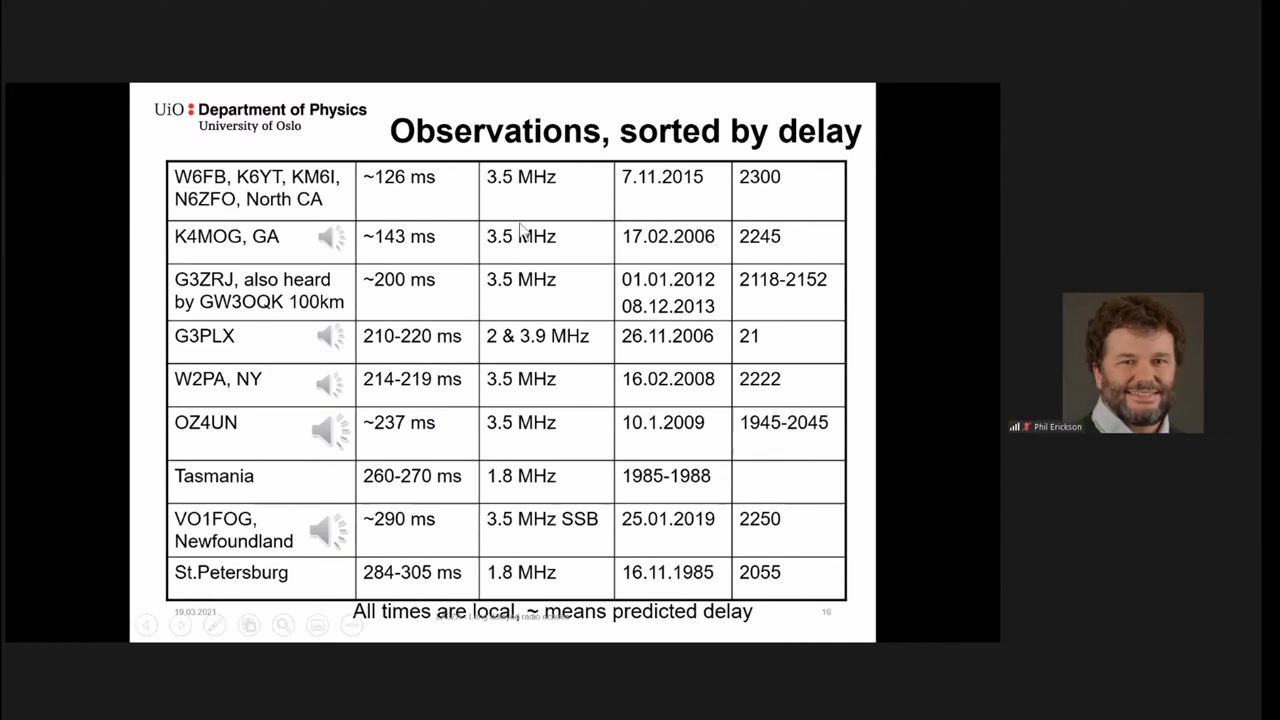 UiO : Department of Physics
University of Oslo
Observations, sorted by delay
W6FB, K6YT, KM6I, N6ZFO, North CA ~126 ms 3.5 MHz 7.11.2015 2300
K4MOG, GA ~143 ms 3.5 MHz 17.02.2006 2245
G3ZRJ, also heard by GW3OQK 100km ~200 ms 3.5 MHz 01.01.2012 08.12.2013 2118-2152
G3PLX 210-220 ms 2 & 3.9 MHz 26.11.2006 21
W2PA, NY 214-219 ms 3.5 MHz 16.02.2008 2222
OZ4UN ~237 ms 3.5 MHz 10.1.2009 1945-2045
Tasmania 260-270 ms 1.8 MHz 1985-1988
VO1FOG, Newfoundland ~290 ms 3.5 MHz SSB 25.01.2019 2250
St.Petersburg 284-305 ms 1.8 MHz 16.11.1985 2055
19.03.2021 All times are local, ~ means predicted delay 16
radio echoes
Phil Erickson